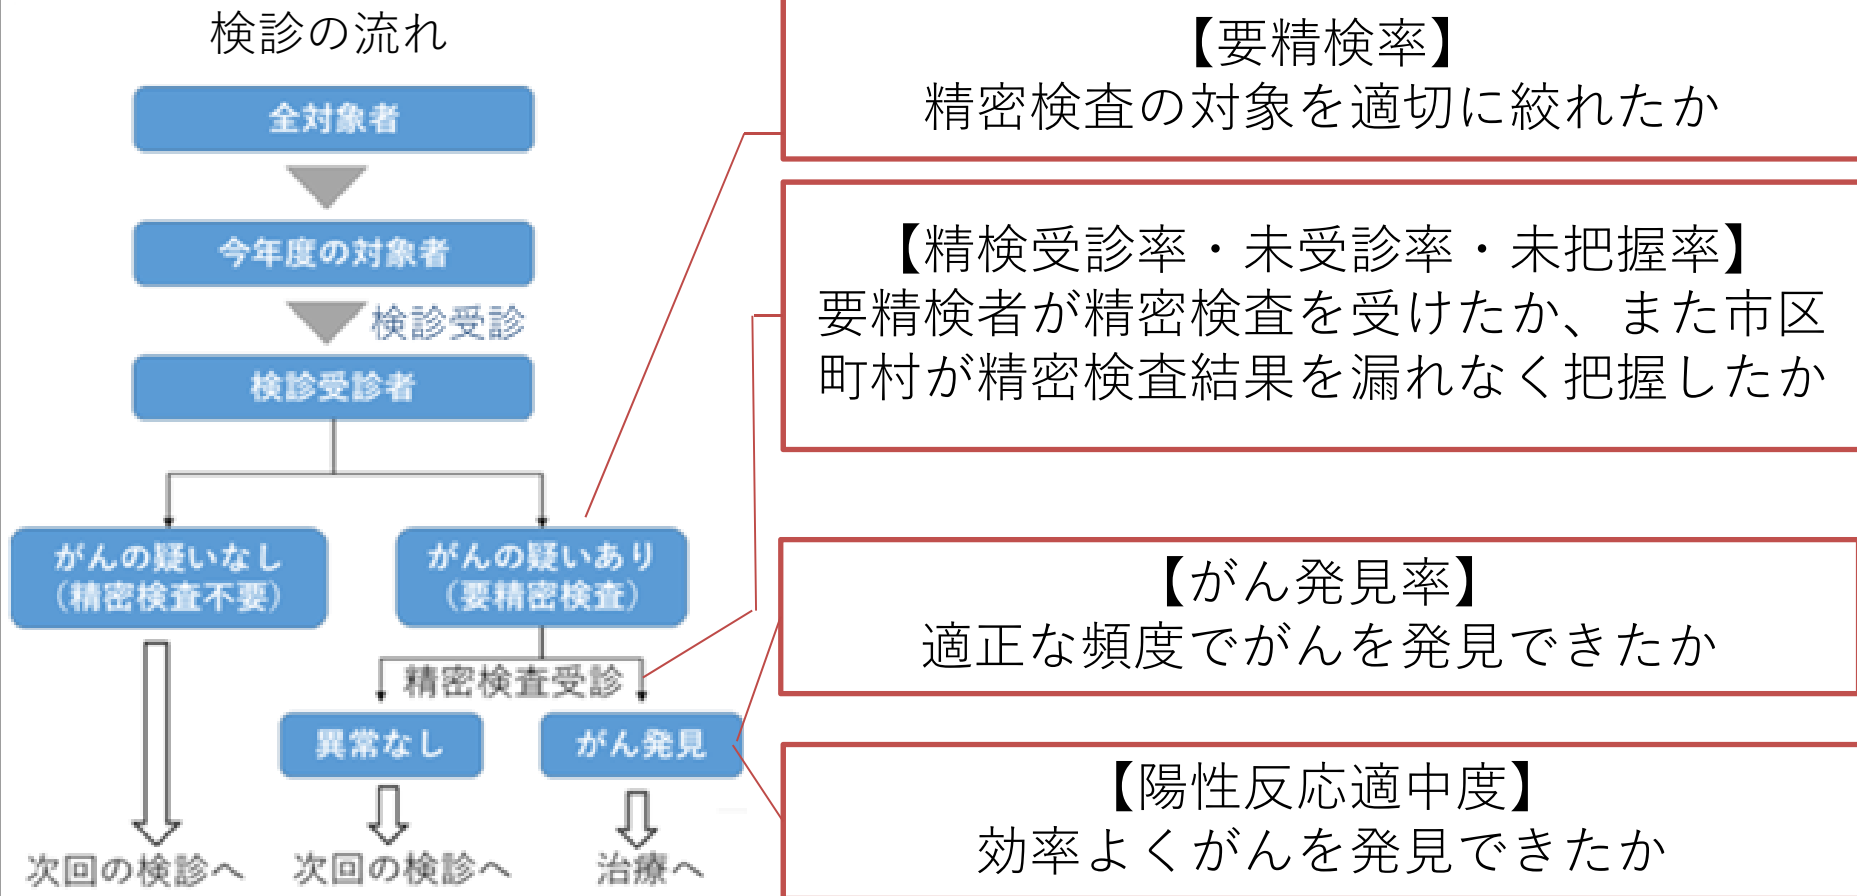 検診の流れ
全対象者
今年度の対象者
検診受診
検診受診者
がんの疑いなし
（精密検査不要）
がんの疑いあり
（要精密検査）
精密検査受診
異常なし
がん発見
次回の検診へ
次回の検診へ
治療へ
【要精検率】
精密検査の対象を適切に絞れたか
【精検受診率・未受診率・未把握率】
要精検者が精密検査を受けたか、また市区
町村が精密検査結果を漏れなく把握したか
【がん発見率】
適正な頻度でがんを発見できたか
【陽性反応適中度】
効率よくがんを発見できたか